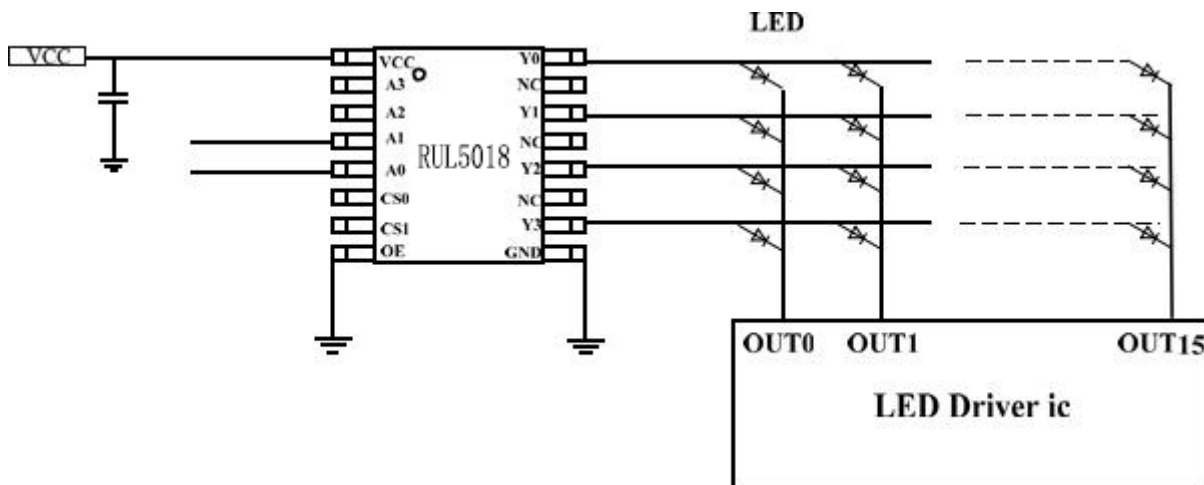 LED
VCC
VCC
Y0
A3
NC
A2
Y1
A1
NC
RUL5018
A0
Y2
CS0
NC
CS1
Y3
OE
GND
OUT0
OUT1
OUT15
LED Driver ic